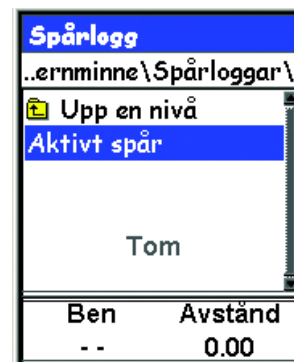 Spårlogg
..ernminne\Spårloggar\
Upp en nivå
Aktivt spår
Tom
Ben Avstånd
-- 0.00